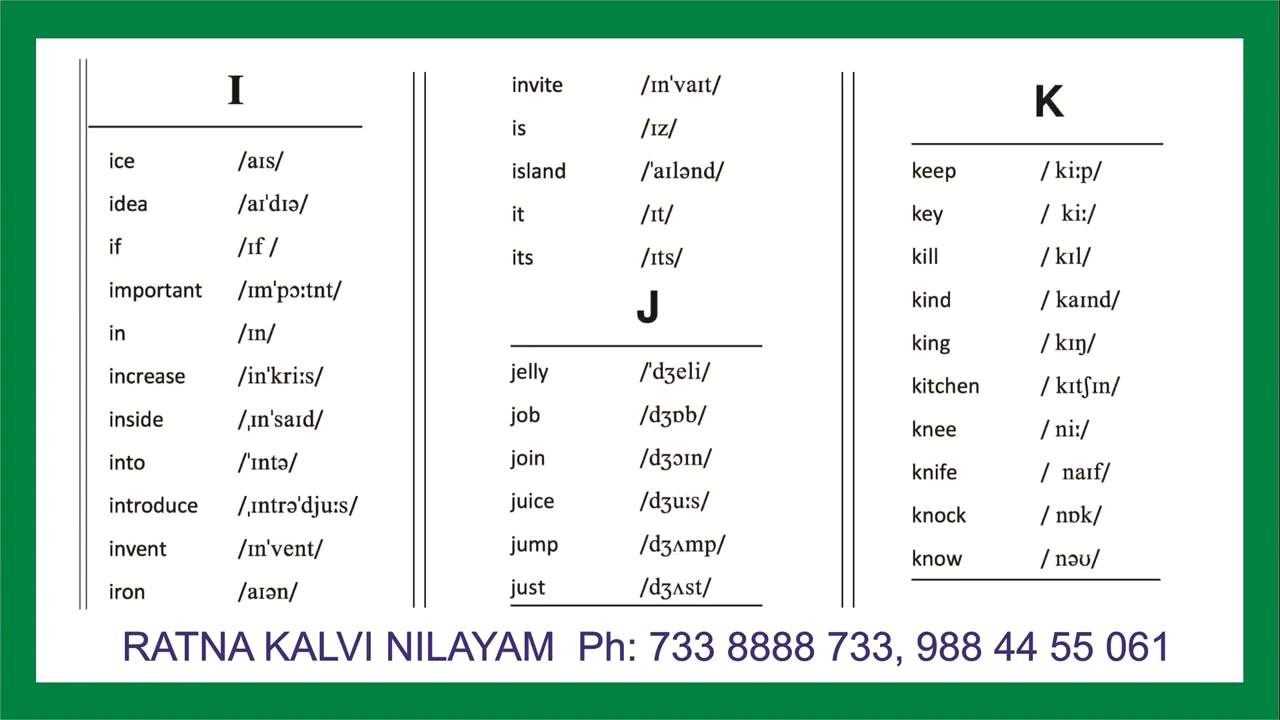 I
ice /aɪs/
idea /aɪˈdɪə/
if /ɪf /
important /ɪmˈpɔːtnt/
in /ɪn/
increase /inˈkriːs/
inside /ˌɪnˈsaɪd/
into /ˈɪntə/
introduce /ˌɪntrəˈdjuːs/
invent /ɪnˈvent/
iron /aɪən/
invite /ɪnˈvaɪt/
is /ɪz/
island /ˈaɪlənd/
it /ɪt/
its /ɪts/
J
jelly /ˈdʒeli/
job /dʒɒb/
join /dʒɔɪn/
juice /dʒuːs/
jump /dʒʌmp/
just /dʒʌst/
K
keep / kiːp/
key / kiː/
kill / kɪl/
kind / kaɪnd/
king / kɪŋ/
kitchen / kɪtʃɪn/
knee / niː/
knife / naɪf/
knock / nɒk/
know / nəʊ/
RATNA KALVI NILAYAM Ph: 733 8888 733, 988 44 55 061